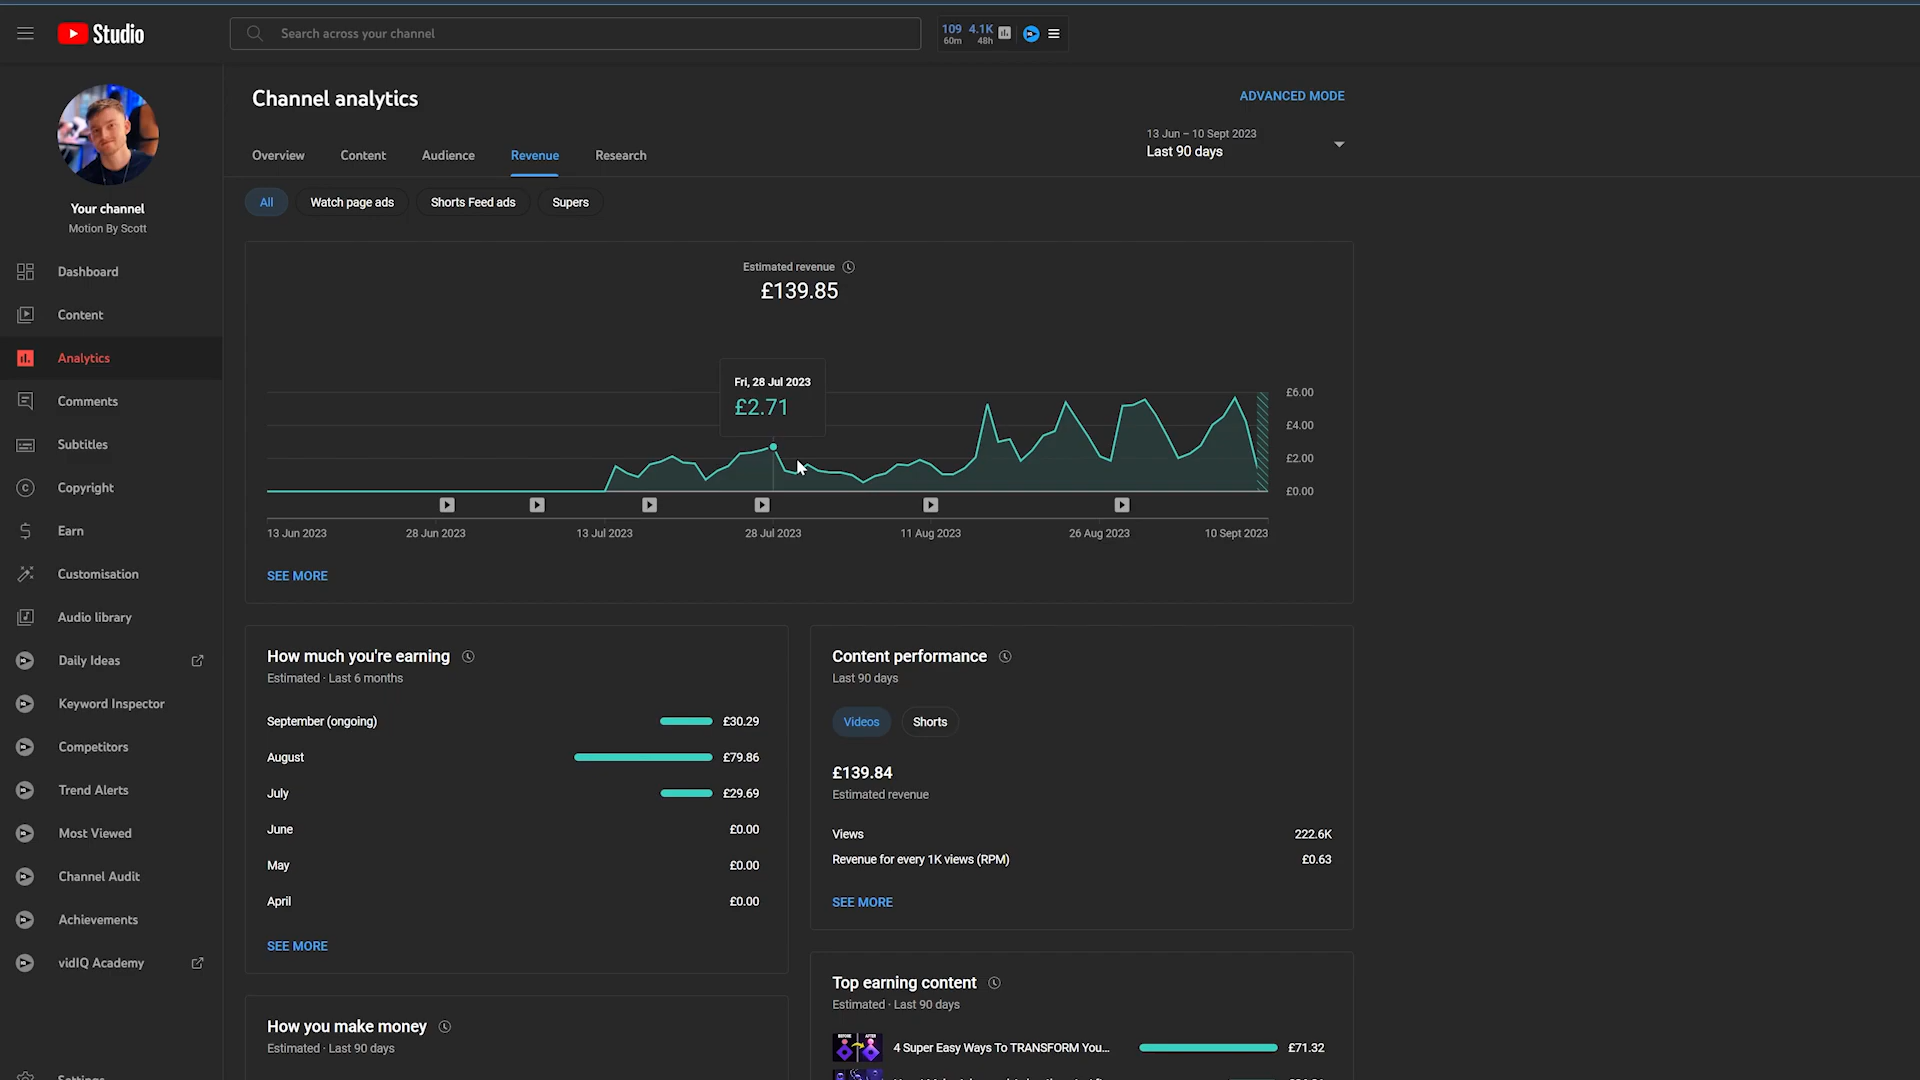 Studio
Search across your channel
109 4.1K
60m 48h
Channel analytics
ADVANCED MODE
13 Jun – 10 Sept 2023
Last 90 days
Overview
Content
Audience
Revenue
Research
All
Watch page ads
Shorts Feed ads
Supers
Your channel
Motion By Scott
Dashboard
Content
Analytics
Comments
Subtitles
Copyright
Earn
Customisation
Audio library
Daily Ideas
Keyword Inspector
Competitors
Trend Alerts
Most Viewed
Channel Audit
Achievements
vidIQ Academy
Settings
Estimated revenue
£139.85
Fri, 28 Jul 2023
£2.71
£6.00
£4.00
£2.00
£0.00
13 Jun 2023
28 Jun 2023
13 Jul 2023
28 Jul 2023
11 Aug 2023
26 Aug 2023
10 Sept 2023
SEE MORE
How much you're earning
Estimated · Last 6 months
September (ongoing) £30.29
August £79.86
July £29.69
June £0.00
May £0.00
April £0.00
SEE MORE
How you make money
Estimated · Last 90 days
Content performance
Last 90 days
Videos
Shorts
£139.84
Estimated revenue
Views 222.6K
Revenue for every 1K views (RPM) £0.63
SEE MORE
Top earning content
Estimated · Last 90 days
BEFORE AFTER
4 Super Easy Ways To TRANSFORM You... £71.32